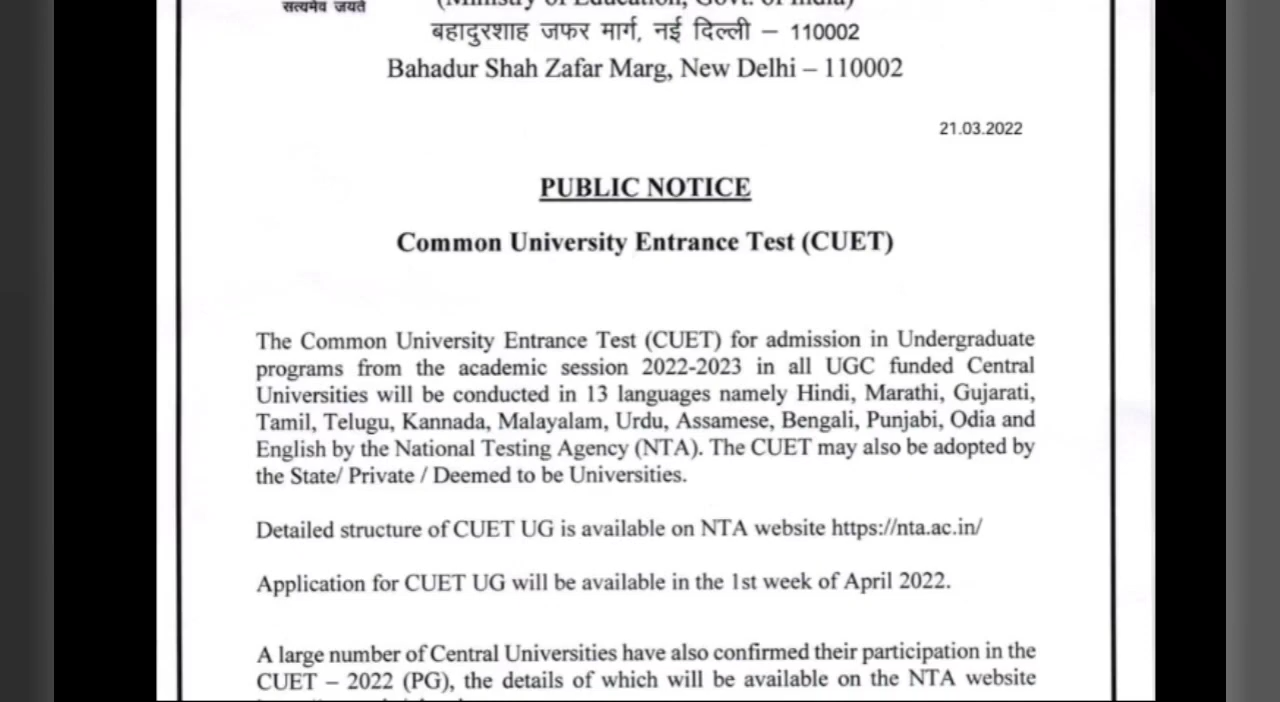 सत्यमेव जयते
(Ministry of Education, Govt. of India)
बहादुरशाह जफर मार्ग, नई दिल्ली – 110002
Bahadur Shah Zafar Marg, New Delhi – 110002
21.03.2022
PUBLIC NOTICE
Common University Entrance Test (CUET)
The Common University Entrance Test (CUET) for admission in Undergraduate
programs from the academic session 2022-2023 in all UGC funded Central
Universities will be conducted in 13 languages namely Hindi, Marathi, Gujarati,
Tamil, Telugu, Kannada, Malayalam, Urdu, Assamese, Bengali, Punjabi, Odia and
English by the National Testing Agency (NTA). The CUET may also be adopted by
the State/ Private / Deemed to be Universities.
Detailed structure of CUET UG is available on NTA website https://nta.ac.in/
Application for CUET UG will be available in the 1st week of April 2022.
A large number of Central Universities have also confirmed their participation in the
CUET – 2022 (PG), the details of which will be available on the NTA website